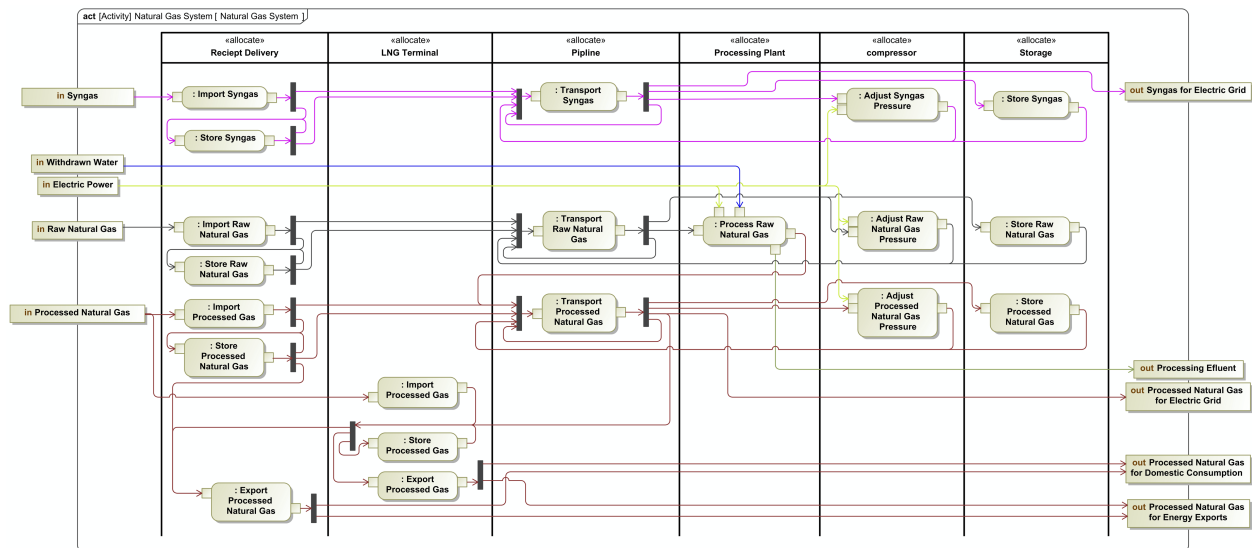 act [Activity] Natural Gas System [ Natural Gas System ]
«allocate»
Reciept Delivery
«allocate»
LNG Terminal
«allocate»
Pipline
«allocate»
Processing Plant
«allocate»
compressor
«allocate»
Storage
in Syngas
: Import Syngas
: Transport
Syngas
: Adjust Syngas
Pressure
: Store Syngas
out Syngas for Electric Grid
: Store Syngas
in Withdrawn Water
in Electric Power
in Raw Natural Gas
: Import Raw
Natural Gas
: Transport
Raw Natural
Gas
: Process Raw
Natural Gas
: Adjust Raw
Natural Gas
Pressure
: Store Raw
Natural Gas
: Store Raw
Natural Gas
in Processed Natural Gas
: Import
Processed Gas
: Transport
Processed
Natural Gas
: Adjust
Processed
Natural Gas
Pressure
: Store
Processed
Natural Gas
: Store
Processed
Natural Gas
out Processing Efluent
: Import
Processed Gas
out Processed Natural Gas
for Electric Grid
: Store
Processed Gas
: Export
Processed Gas
out Processed Natural Gas
for Domestic Consumption
: Export
Processed
Natural Gas
out Processed Natural Gas
for Energy Exports